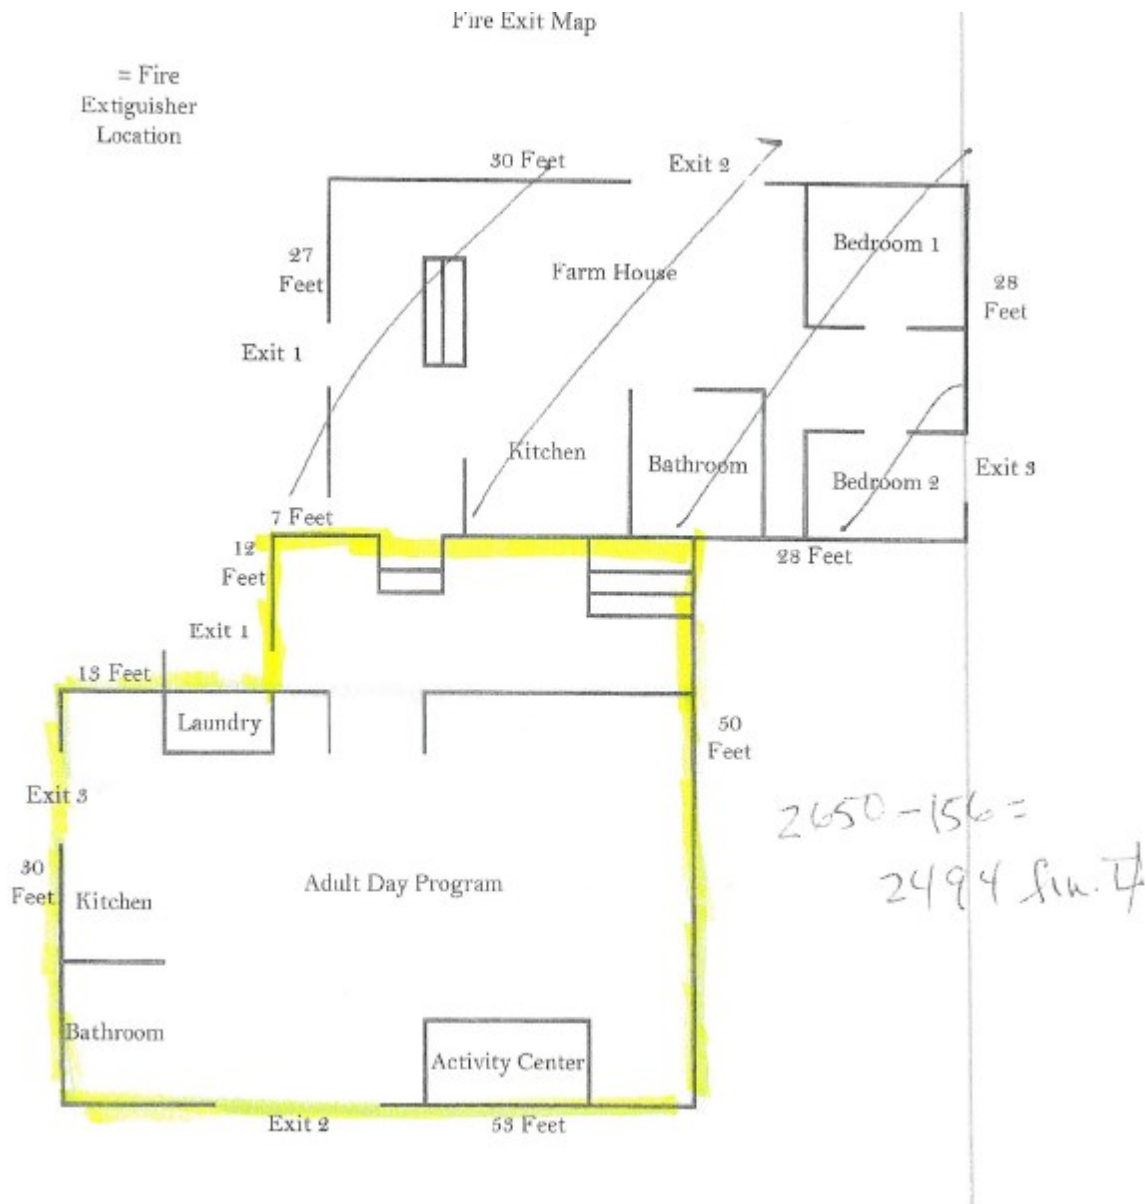 Fire Exit Map
= Fire
Extiguisher
Location
30 Feet
Exit 2
27
Feet
Farm House
Bedroom 1
28
Feet
Exit 1
Kitchen
Bathroom
Bedroom 2
Exit 3
7 Feet
12
Feet
28 Feet
Exit 1
13 Feet
Laundry
50
Feet
Exit 3
2650 - 156 =
2494
30
Feet
Kitchen
Adult Day Program
Bathroom
Activity Center
Exit 2
53 Feet